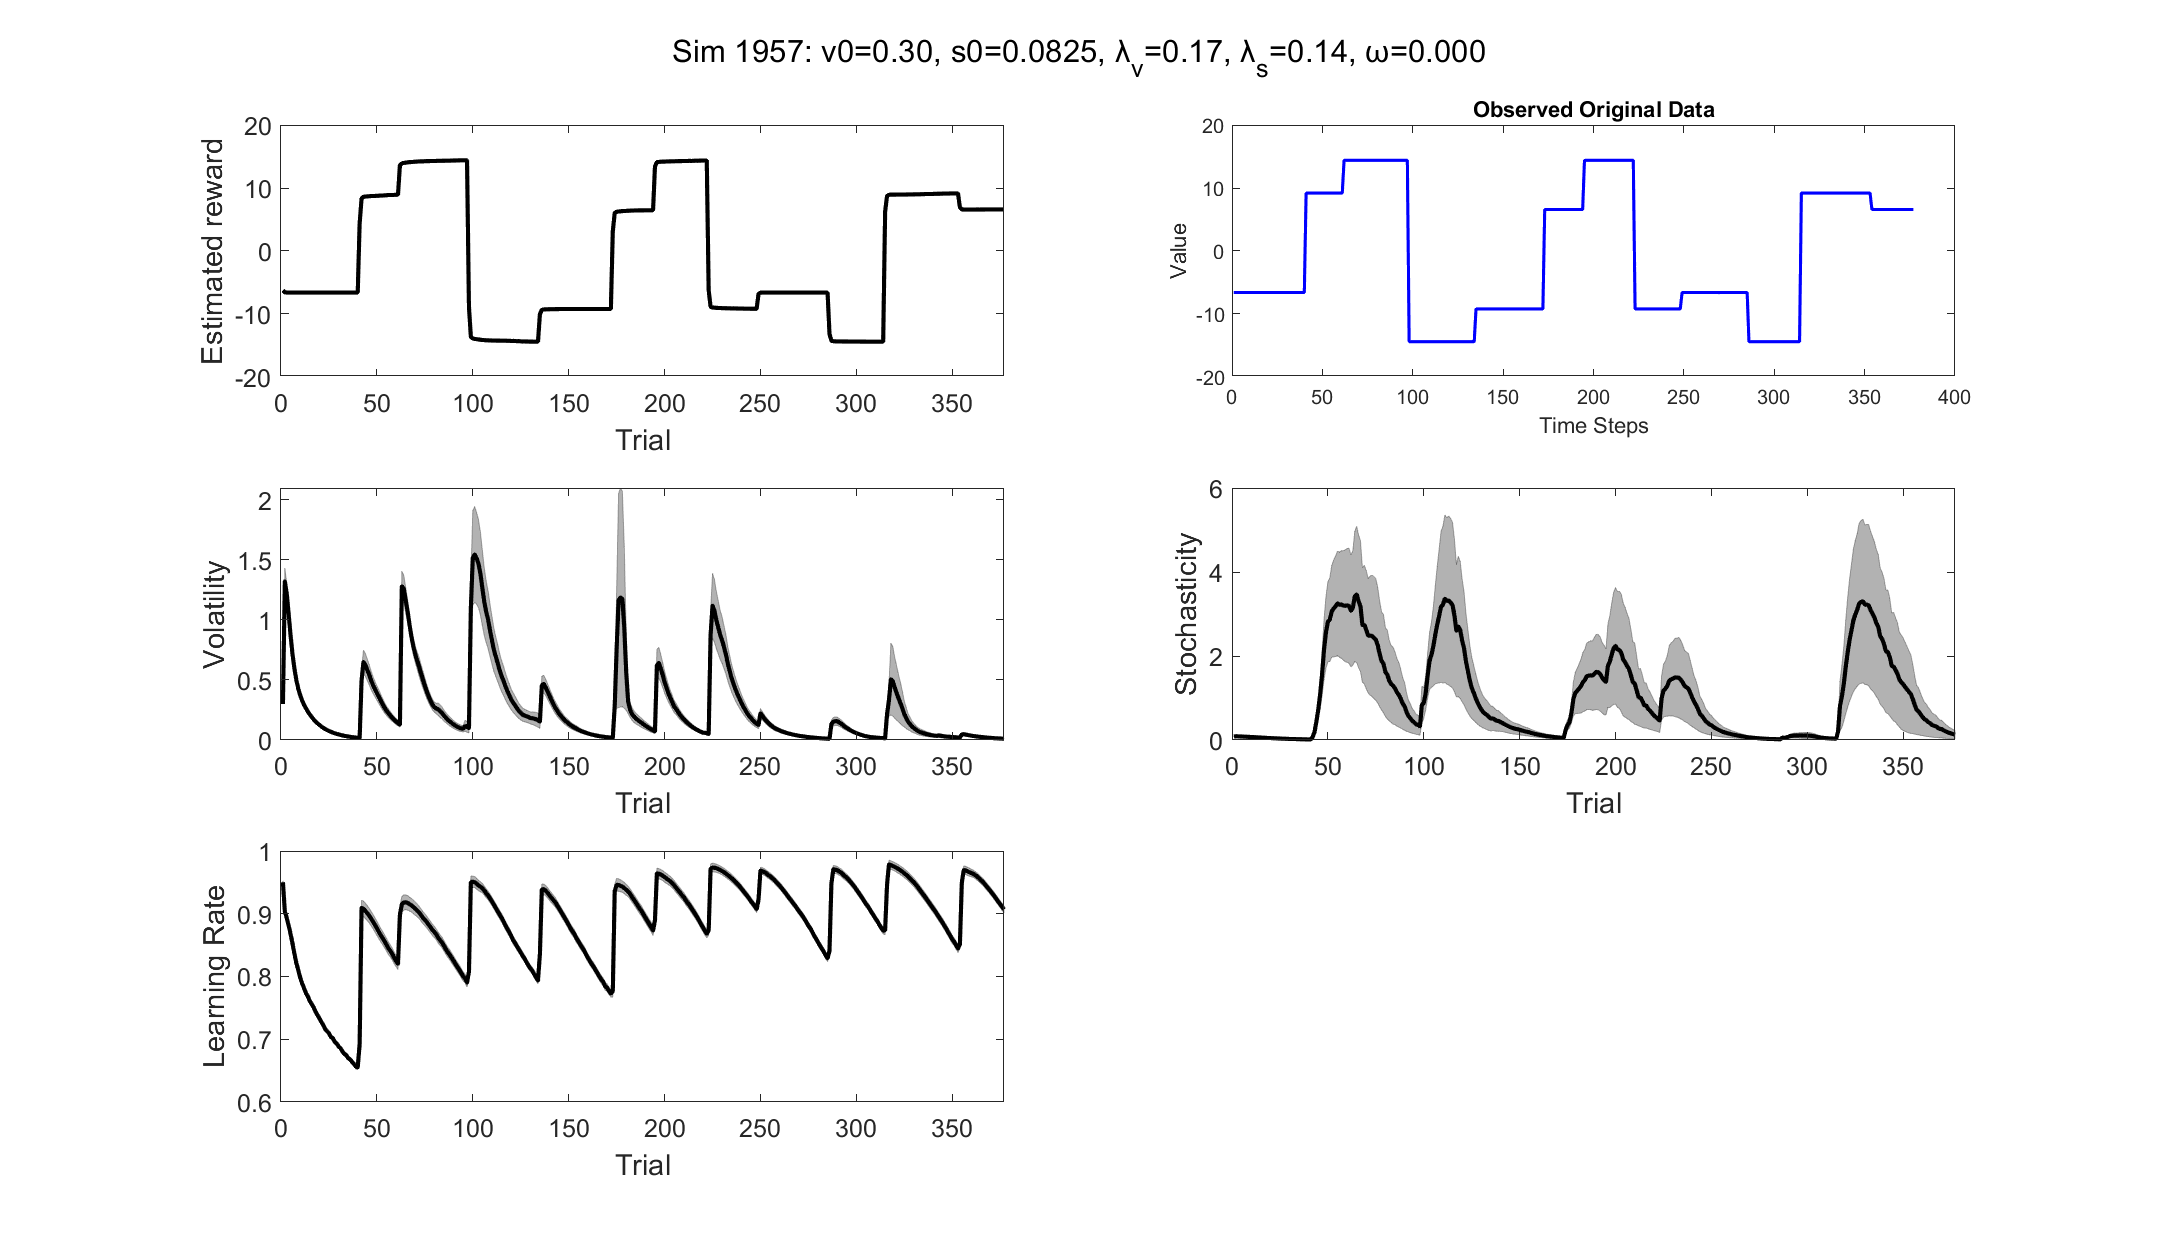 Sim 1957: v0=0.30, s0=0.0825, λv=0.17, λs=0.14, ω=0.000
20
10
0
-10
-20
Estimated reward
0 50 100 150 200 250 300 350
Trial
Observed Original Data
20
10
0
-10
-20
Value
0 50 100 150 200 250 300 350 400
Time Steps
2
1.5
1
0.5
0
Volatility
0 50 100 150 200 250 300 350
Trial
6
4
2
0
Stochasticity
0 50 100 150 200 250 300 350
Trial
1
0.9
0.8
0.7
0.6
Learning Rate
0 50 100 150 200 250 300 350
Trial